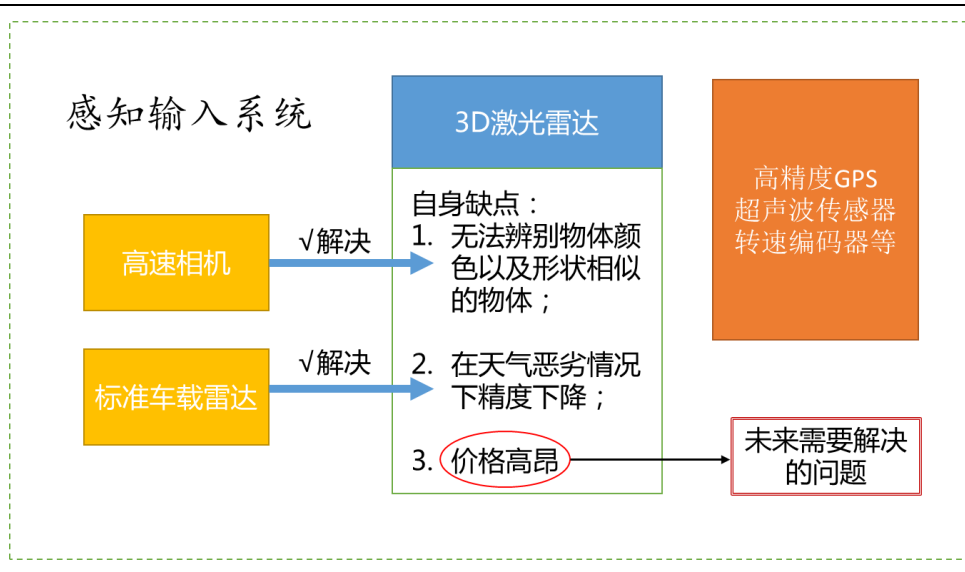 感知输入系统
高速相机
√解决
标准车载雷达
√解决
3D激光雷达
自身缺点：
1. 无法辨别物体颜
色以及形状相似
的物体；
2. 在天气恶劣情况
下精度下降；
3. 价格高昂
高精度GPS
超声波传感器
转速编码器等
未来需要解决
的问题